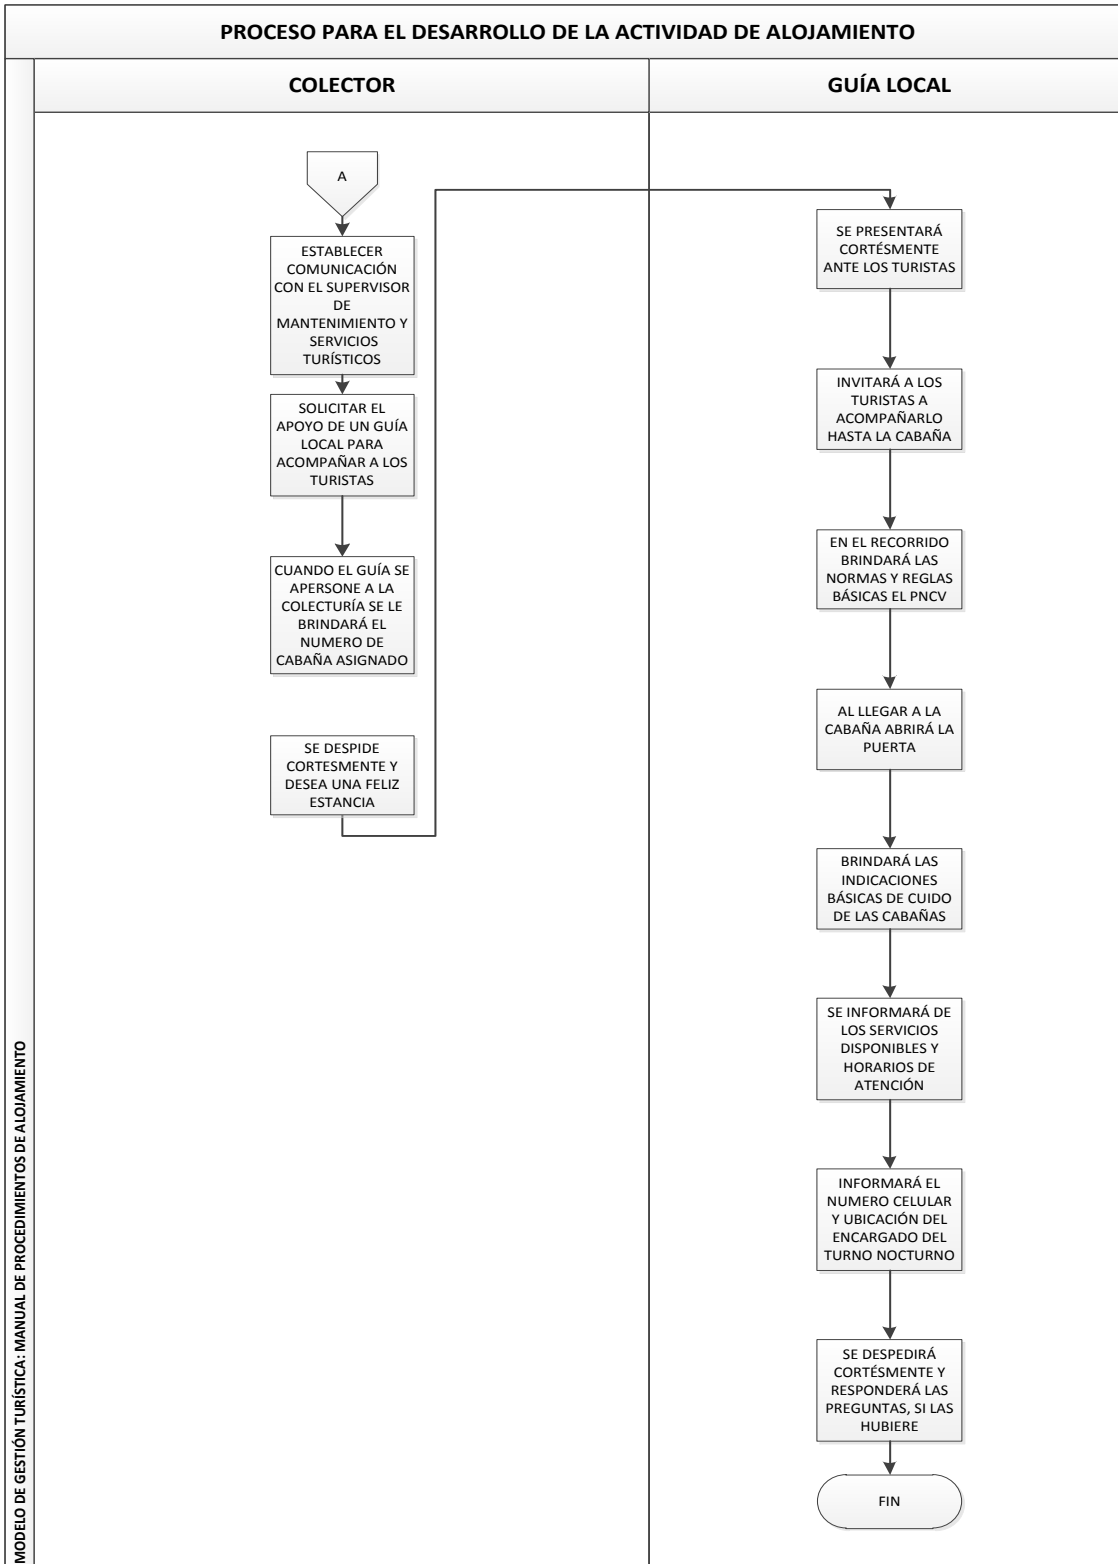 PROCESO PARA EL DESARROLLO DE LA ACTIVIDAD DE ALOJAMIENTO
COLECTOR
GUÍA LOCAL
MODELO DE GESTIÓN TURÍSTICA: MANUAL DE PROCEDIMIENTOS DE ALOJAMIENTO
A
ESTABLECER
COMUNICACIÓN
CON EL SUPERVISOR
DE
MANTENIMIENTO Y
SERVICIOS
TURÍSTICOS
SOLICITAR EL
APOYO DE UN GUÍA
LOCAL PARA
ACOMPAÑAR A LOS
TURISTAS
CUANDO EL GUÍA SE
APERSONE A LA
COLECTURÍA SE LE
BRINDARÁ EL
NUMERO DE
CABAÑA ASIGNADO
SE DESPIDE
CORTESMENTE Y
DESEA UNA FELIZ
ESTANCIA
SE PRESENTARÁ
CORTÉSMENTE
ANTE LOS TURISTAS
INVITARÁ A LOS
TURISTAS A
ACOMPAÑARLO
HASTA LA CABAÑA
EN EL RECORRIDO
BRINDARÁ LAS
NORMAS Y REGLAS
BÁSICAS EL PNCV
AL LLEGAR A LA
CABAÑA ABRIRÁ LA
PUERTA
BRINDARÁ LAS
INDICACIONES
BÁSICAS DE CUIDO
DE LAS CABAÑAS
SE INFORMARÁ DE
LOS SERVICIOS
DISPONIBLES Y
HORARIOS DE
ATENCIÓN
INFORMARÁ EL
NUMERO CELULAR
Y UBICACIÓN DEL
ENCARGADO DEL
TURNO NOCTURNO
SE DESPEDIRÁ
CORTÉSMENTE Y
RESPONDERÁ LAS
PREGUNTAS, SI LAS
HUBIERE
FIN